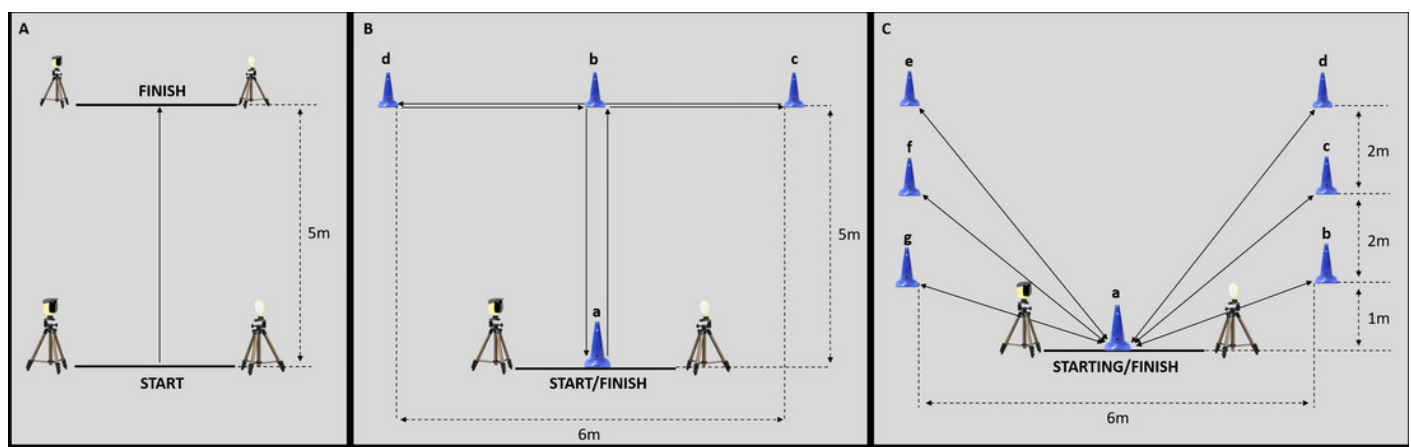 A
FINISH
5m
START
B
d
b
c
5m
a
START/FINISH
6m
C
e
d
2m
f
c
2m
g
b
a
1m
STARTING/FINISH
6m